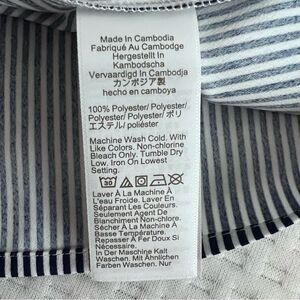 Made In Cambodia
Fabriqué Au Cambodge
Hergestellt In
Kambodscha
Vervaardigd In Cambodja
カンボジア製
hecho en camboya
100% Polyester/ Polyester/
Polyester/ Polyester/ ポリ
エステル/ poliéster
Machine Wash Cold. With
Like Colors. Non-chlorine
Bleach Only. Tumble Dry
Low. Iron On Lowest
Setting.
30
Laver À La Machine À
L'eau Froide. Laver En
Séparant Les Couleurs.
Seulement Agent De
Blanchiment Non-chlore.
Sécher À La Machine À
Basse Temperature.
Repasser À Fer Doux Si
Nécessaire.
In Der Maschine Kalt
Waschen. Mit Ähnlichen
Farben Waschen. Nur